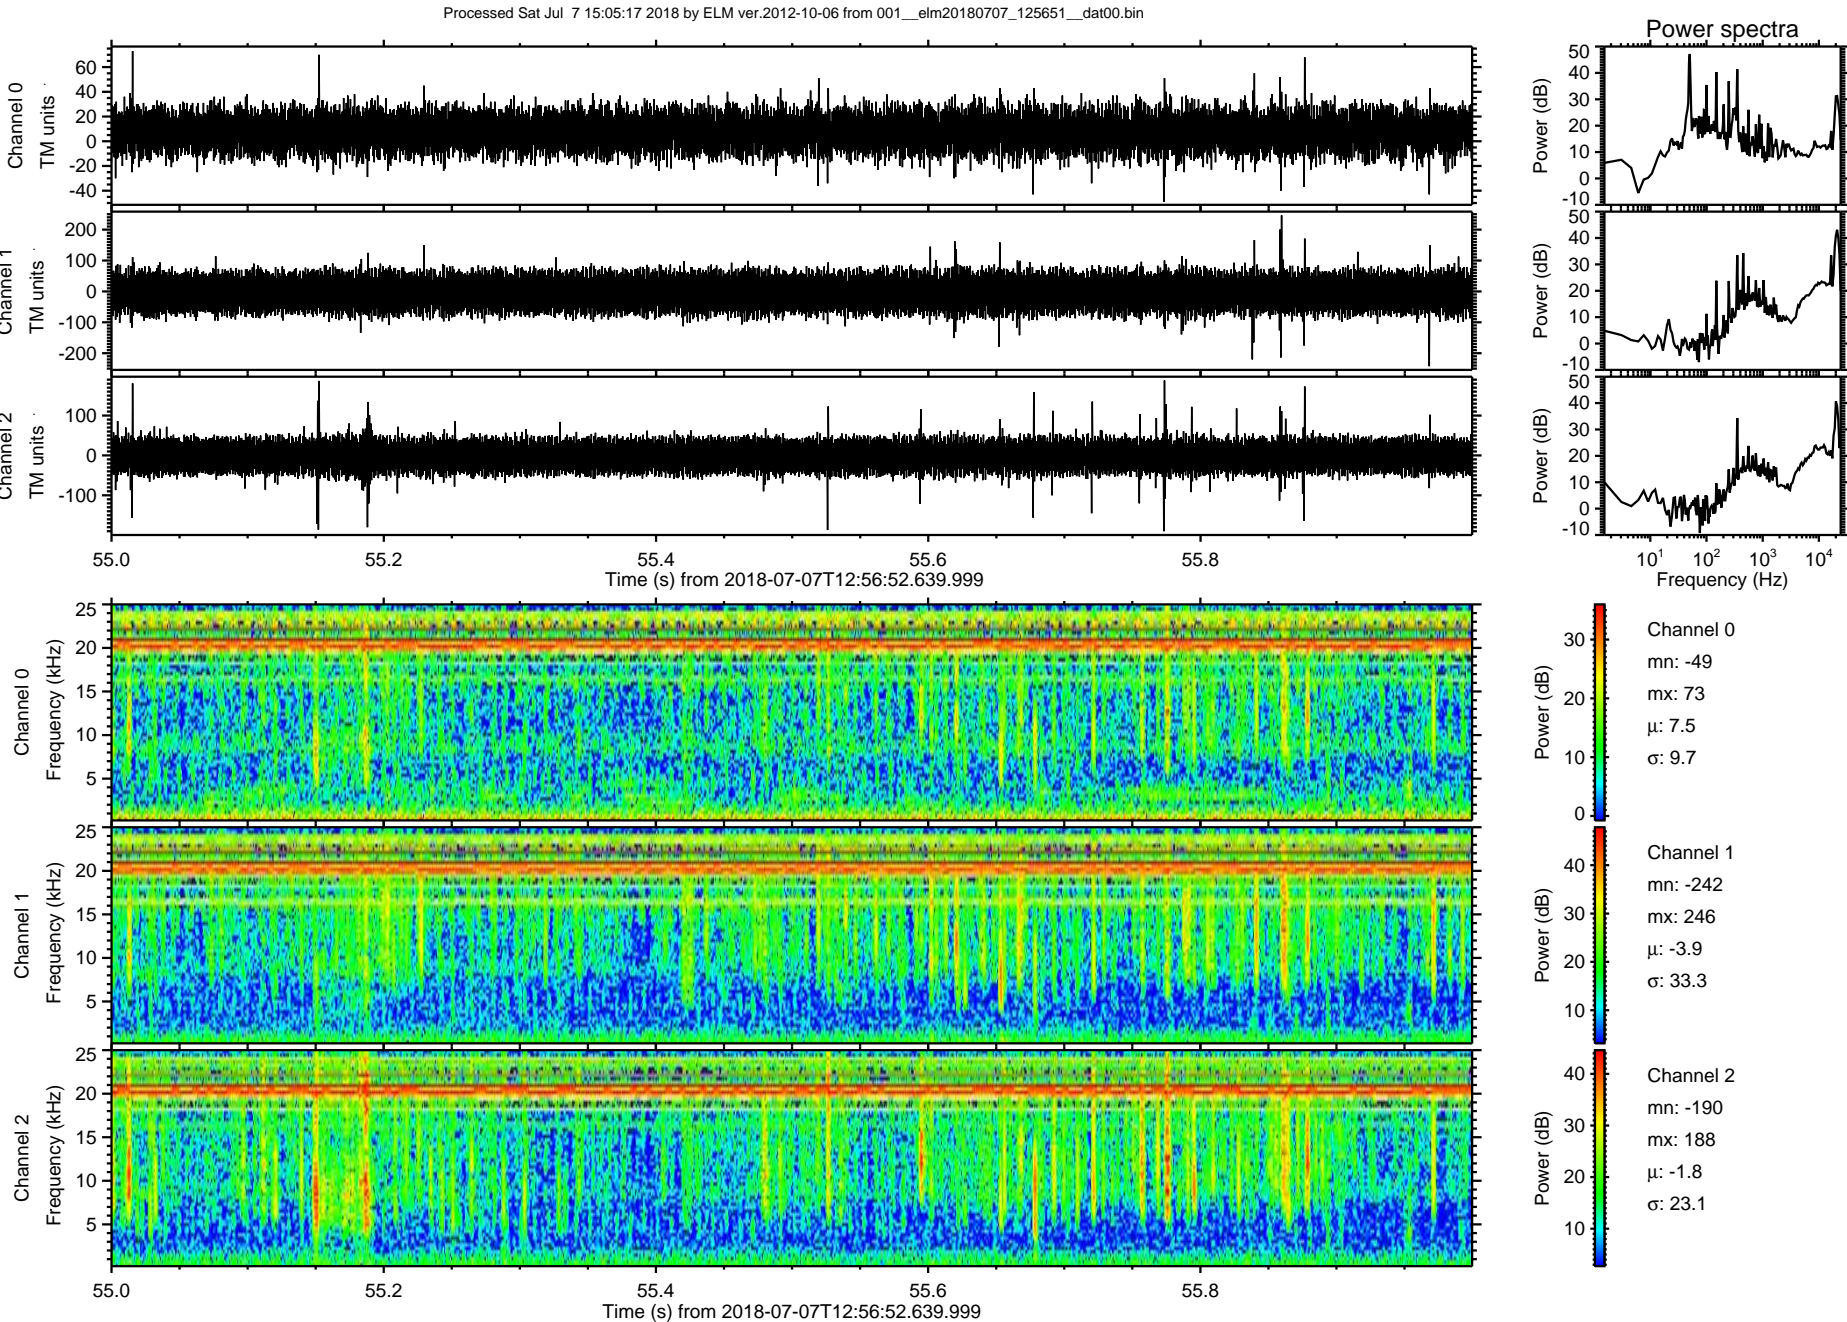 Processed Sat Jul 7 15:05:17 2018 by ELM ver.2012-10-06 from 001__elm20180707_125651__dat00.bin
Power spectra
Channel 0
TM units
60
40
20
0
-20
-40
Power (dB)
50
40
30
20
10
0
-10
Channel 1
TM units
200
100
0
-100
-200
Power (dB)
50
40
30
20
10
0
-10
Channel 2
TM units
100
0
-100
Power (dB)
50
40
30
20
10
0
-10
55.0 55.2 55.4 55.6 55.8
Time (s) from 2018-07-07T12:56:52.639.999
10¹ 10² 10³ 10⁴
Frequency (Hz)
Channel 0
Frequency (kHz)
25
20
15
10
5
Power (dB)
30
20
10
0
Channel 0
mn: -49
mx: 73
μ: 7.5
σ: 9.7
Channel 1
Frequency (kHz)
25
20
15
10
5
Power (dB)
40
30
20
10
Channel 1
mn: -242
mx: 246
μ: -3.9
σ: 33.3
Channel 2
Frequency (kHz)
25
20
15
10
5
Power (dB)
40
30
20
10
Channel 2
mn: -190
mx: 188
μ: -1.8
σ: 23.1
55.0 55.2 55.4 55.6 55.8
Time (s) from 2018-07-07T12:56:52.639.999